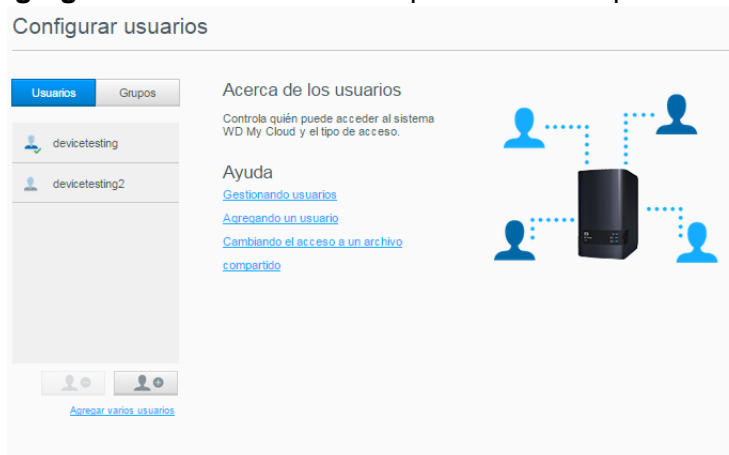 Configurar usuarios
Usuarios
Grupos
devicetesting
devicetesting2
Agregar varios usuarios
Acerca de los usuarios
Controla quién puede acceder al sistema
WD My Cloud y el tipo de acceso.
Ayuda
Gestionando usuarios
Agregando un usuario
Cambiando el acceso a un archivo
compartido